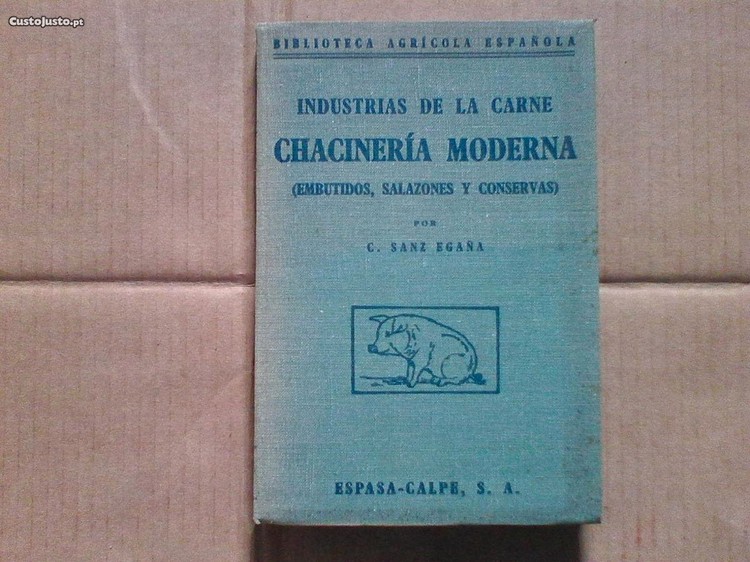 CustoJusto.pt
BIBLIOTECA AGRÍCOLA ESPAÑOLA
INDUSTRIAS DE LA CARNE
CHACINERÍA MODERNA
(EMBUTIDOS, SALAZONES Y CONSERVAS)
POR
C. SANZ EGAÑA
ESPASA-CALPE, S. A.